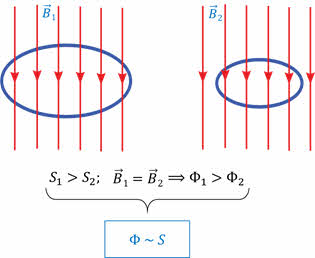 B⃗₁
B⃗₂
S₁ > S₂; B⃗₁ = B⃗₂ ⟹ Φ₁ > Φ₂
Φ ~ S